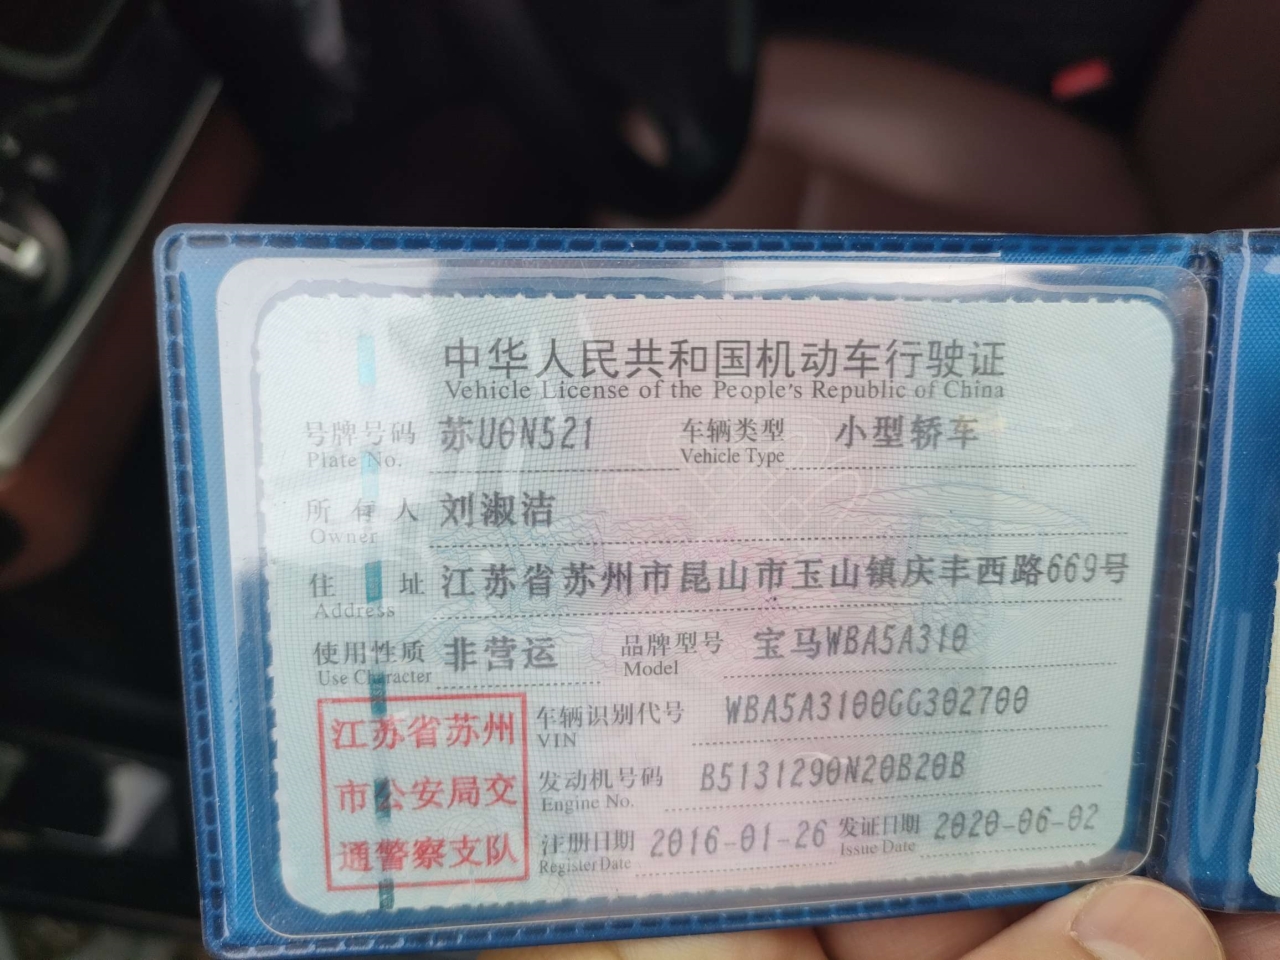 中华人民共和国机动车行驶证
Vehicle License of the People's Republic of China
号牌号码 苏U0N521 车辆类型 小型轿车
Plate No. Vehicle Type
所有人 刘淑洁
Owner
住址 江苏省苏州市昆山市玉山镇庆丰西路669号
Address
使用性质 非营运 品牌型号 宝马WBA5A310
Use Character Model
江苏省苏州
市公安局交
通警察支队
车辆识别代号 WBA5A3100GG302700
VIN
发动机号码 B5131290N20B20B
Engine No.
注册日期 2016-01-26 发证日期 2020-06-02
Register Date Issue Date